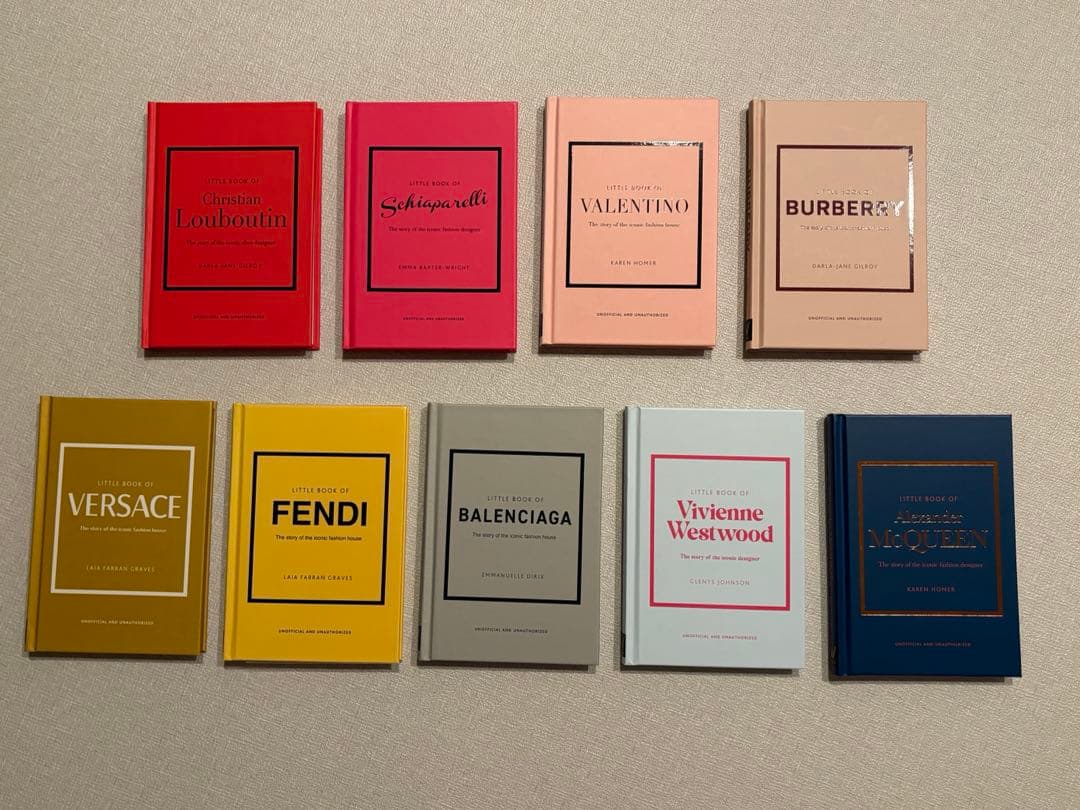 LITTLE BOOK OF
Christian
Louboutin
The story of the iconic shoe designer
DARLA-JANE GILROY
UNOFFICIAL AND UNAUTHORIZED
LITTLE BOOK OF
Schiaparelli
The story of the iconic fashion designer
EMMA BAXTER-WRIGHT
UNOFFICIAL AND UNAUTHORIZED
LITTLE BOOK OF
VALENTINO
The story of the iconic fashion house
KAREN HOMER
UNOFFICIAL AND UNAUTHORIZED
LITTLE BOOK OF
BURBERRY
The story of the iconic fashion house
DARLA-JANE GILROY
UNOFFICIAL AND UNAUTHORIZED
LITTLE BOOK OF
VERSACE
The story of the iconic fashion house
LAIA FARRAN GRAVES
UNOFFICIAL AND UNAUTHORIZED
LITTLE BOOK OF
FENDI
The story of the iconic fashion house
LAIA FARRAN GRAVES
UNOFFICIAL AND UNAUTHORIZED
LITTLE BOOK OF
BALENCIAGA
The story of the iconic fashion house
EMMANUELLE DIRIX
UNOFFICIAL AND UNAUTHORIZED
LITTLE BOOK OF
Vivienne
Westwood
The story of the iconic designer
GLENYS JOHNSON
UNOFFICIAL AND UNAUTHORIZED
LITTLE BOOK OF
Alexander
McQUEEN
The story of the iconic fashion designer
KAREN HOMER
UNOFFICIAL AND UNAUTHORIZED